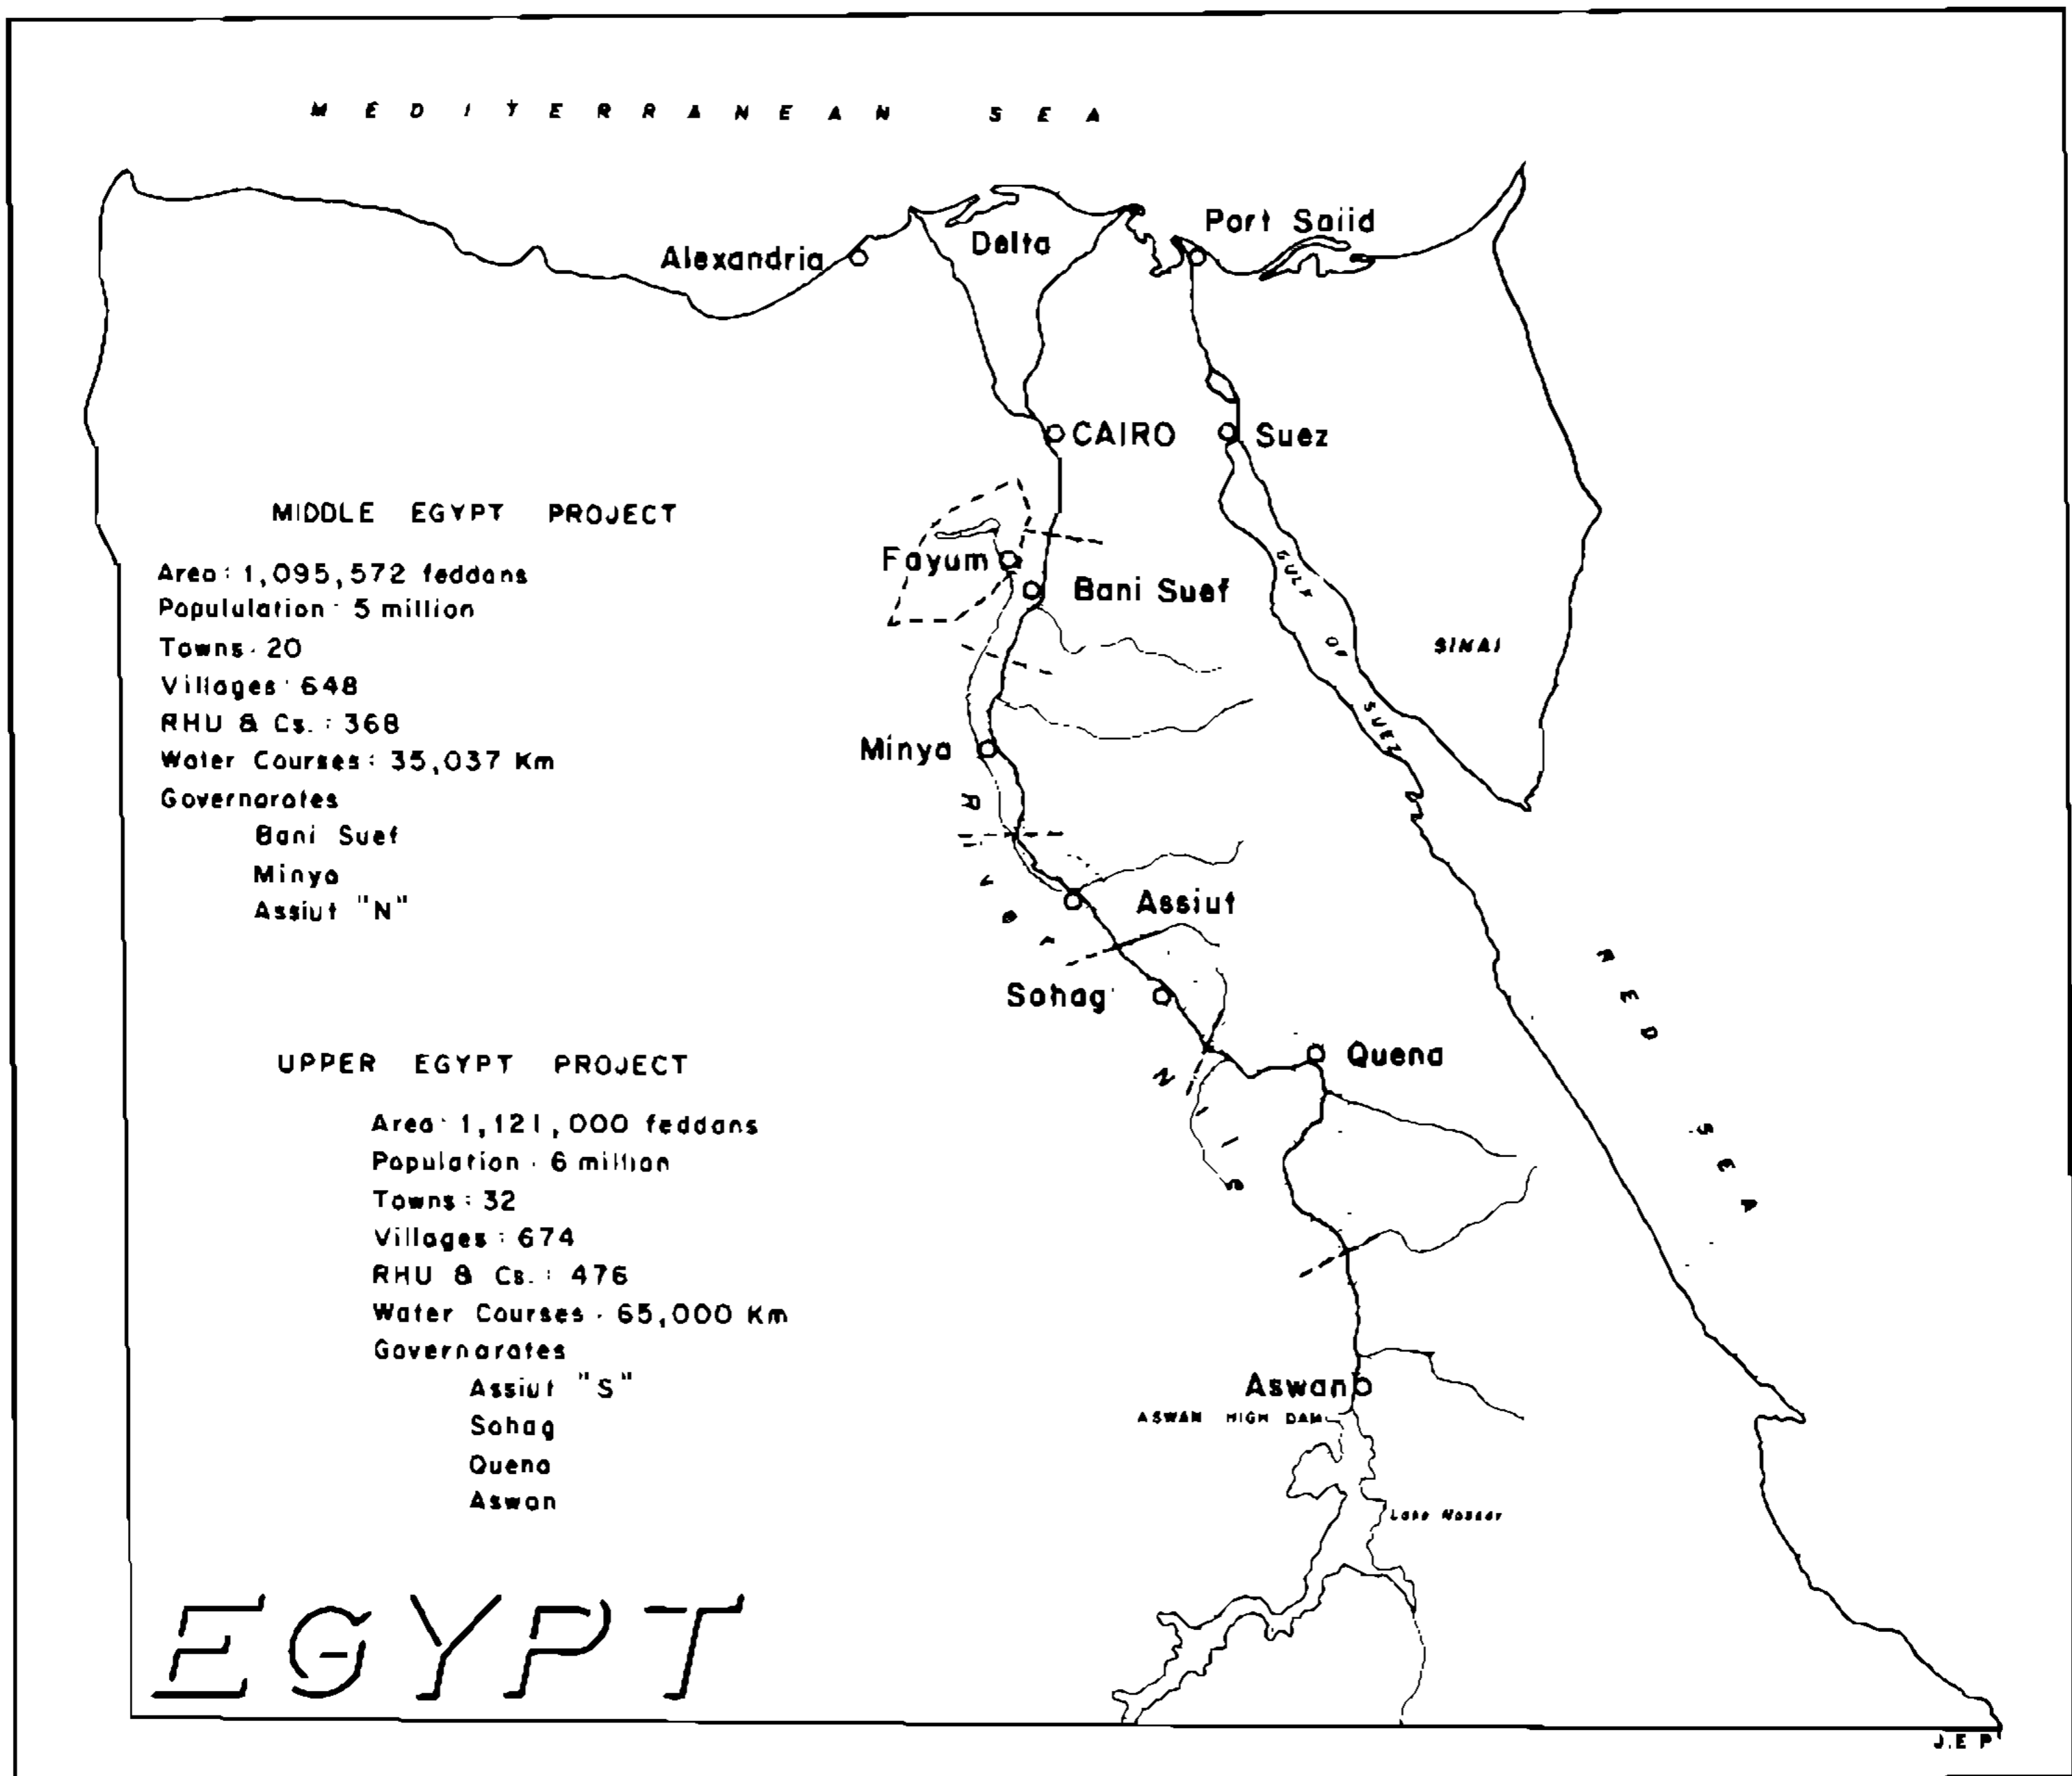 MEDITERRANEAN SEA
Port Saiid
Delta
Alexandria
CAIRO
Suez
MIDDLE EGYPT PROJECT
Area: 1,095,572 feddans
Popululation: 5 million
Towns: 20
Villages: 648
RHU & Cs.: 368
Water Courses: 35,037 Km
Governorates
Bani Suef
Minya
Assiut "N"
Fayum
Bani Suef
GULF OF SUEZ
SINAI
Minya
RIVER NILE
Assiut
Sohag
Quena
RED SEA
UPPER EGYPT PROJECT
Area: 1,121,000 feddans
Population: 6 million
Towns: 32
Villages: 674
RHU & Cs.: 476
Water Courses: 65,000 Km
Governorates
Assiut "S"
Sohag
Quena
Aswan
Aswan
ASWAN HIGH DAM
Lake Nasser
EGYPT
J.E.P